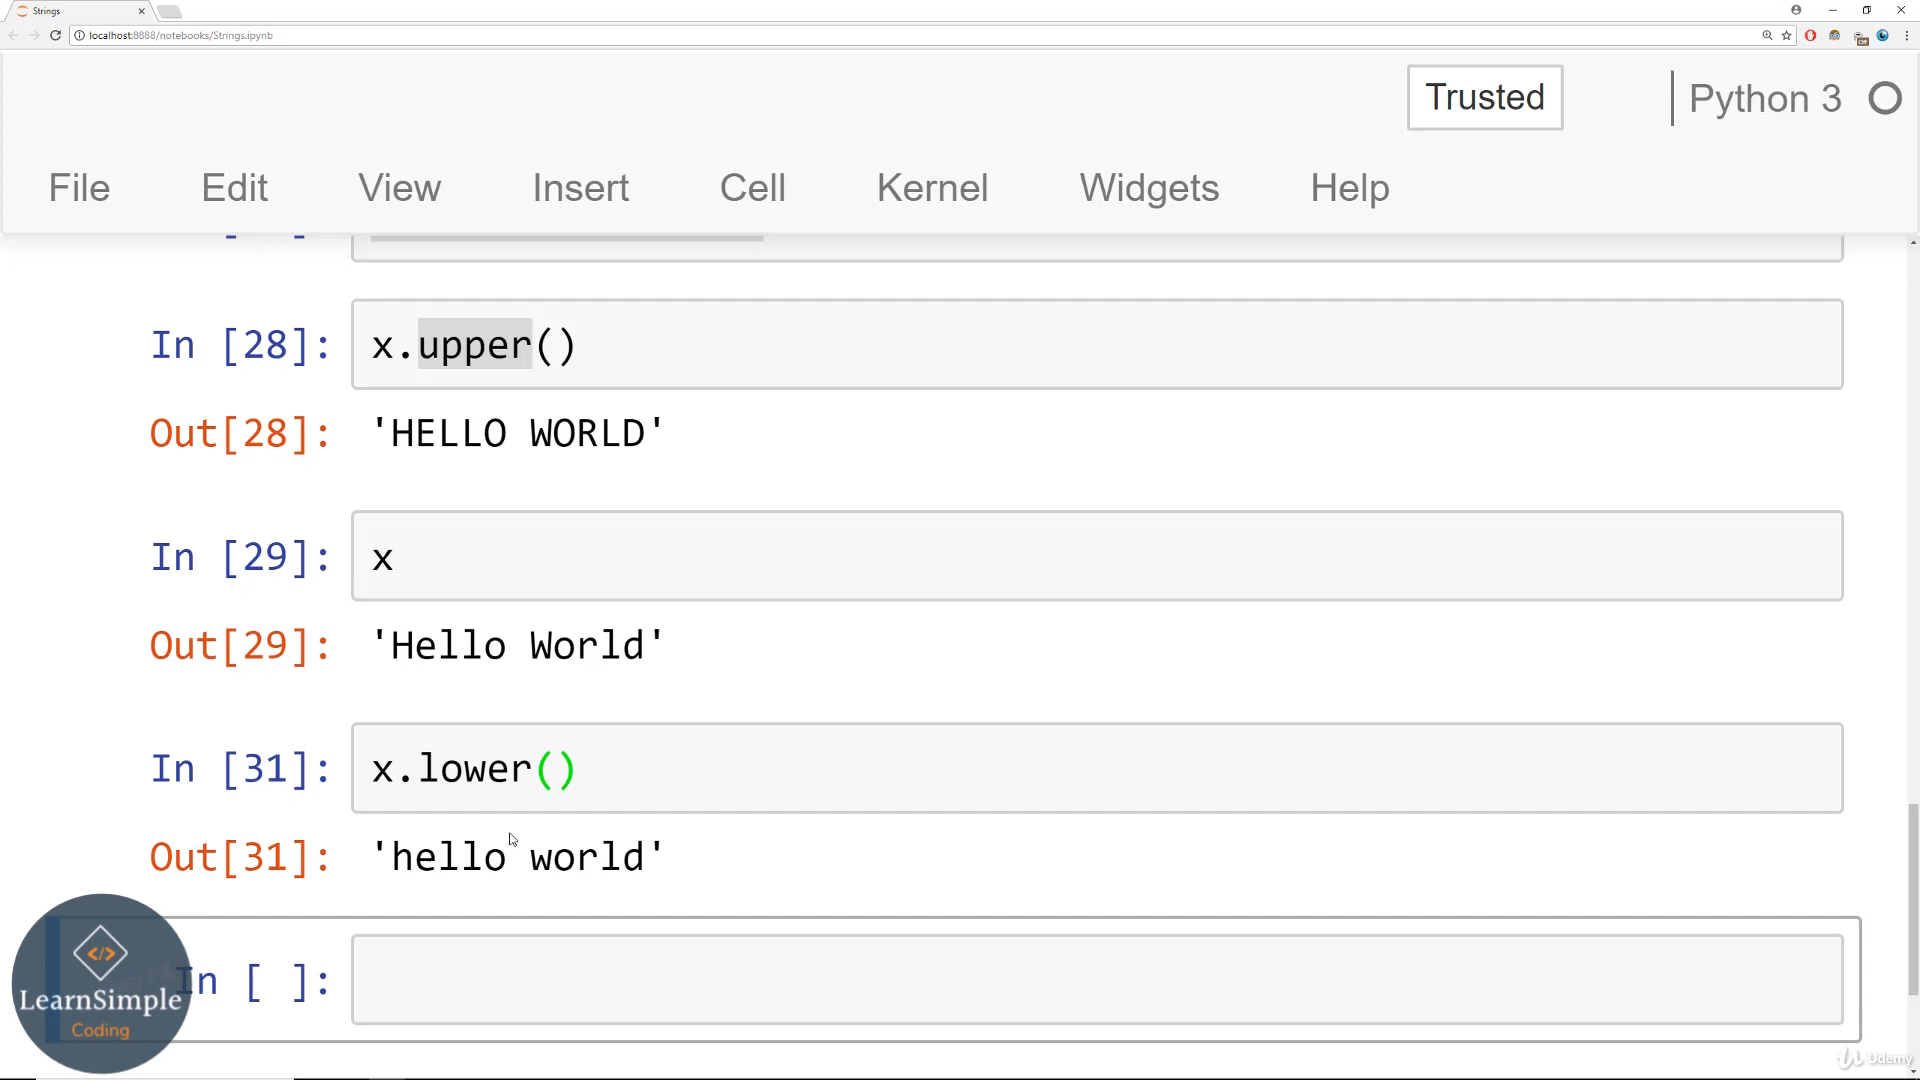 Strings
localhost:8888/notebooks/Strings.ipynb
Off
Trusted
Python 3
File Edit View Insert Cell Kernel Widgets Help
In [28]: x.upper()
Out[28]: 'HELLO WORLD'
In [29]: x
Out[29]: 'Hello World'
In [31]: x.lower()
Out[31]: 'hello world'
In [ ]:
</>
LearnSimple
Coding
Udemy